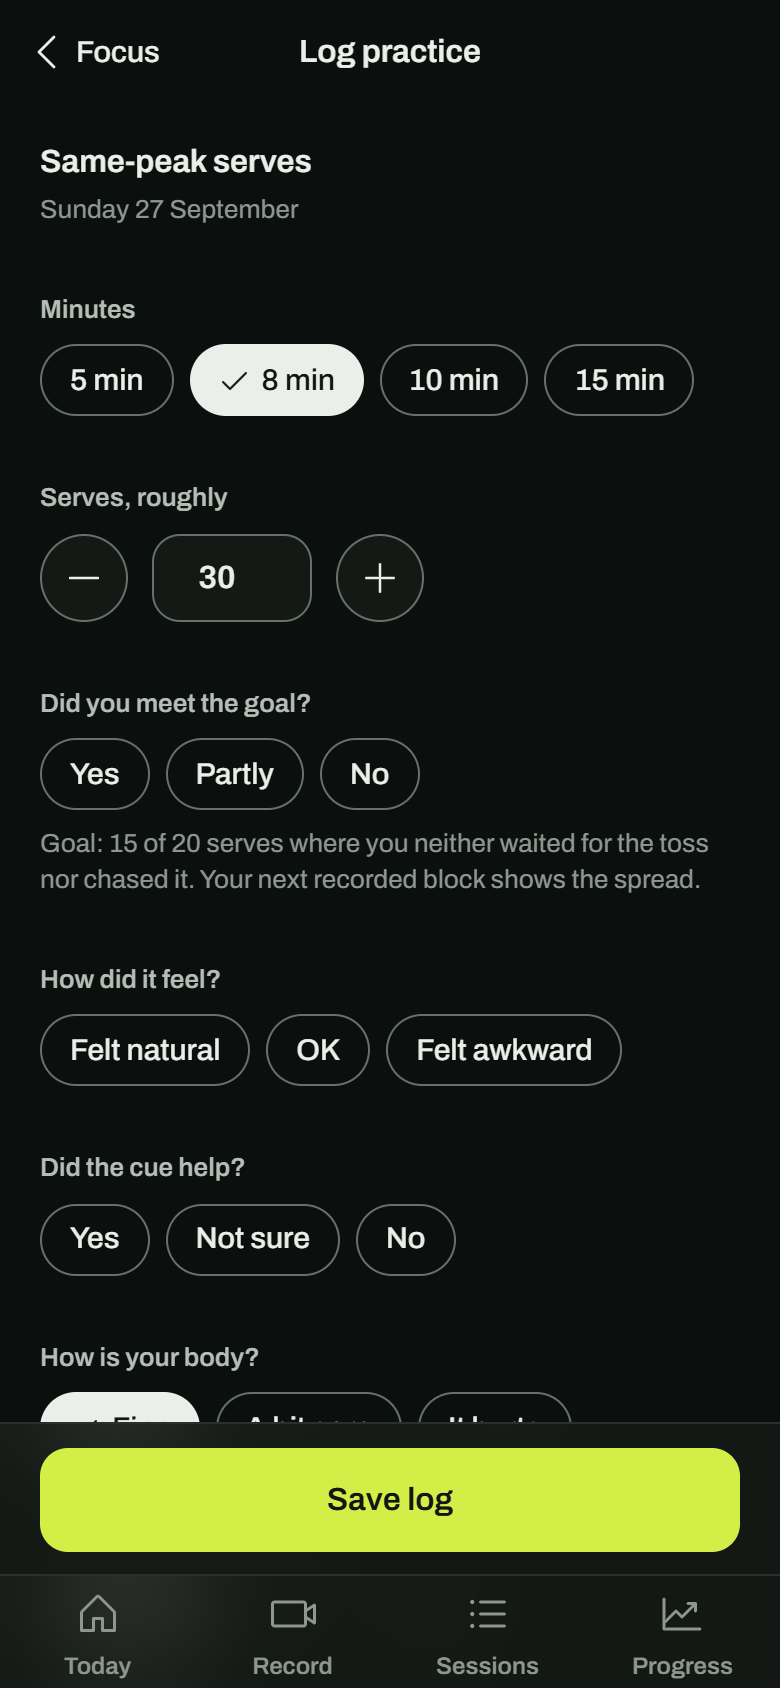 Focus
Log practice
Same-peak serves
Sunday 27 September
Minutes
5 min
8 min
10 min
15 min
Serves, roughly
30
Did you meet the goal?
Yes
Partly
No
Goal: 15 of 20 serves where you neither waited for the toss
nor chased it. Your next recorded block shows the spread.
How did it feel?
Felt natural
OK
Felt awkward
Did the cue help?
Yes
Not sure
No
How is your body?
Save log
Today
Record
Sessions
Progress